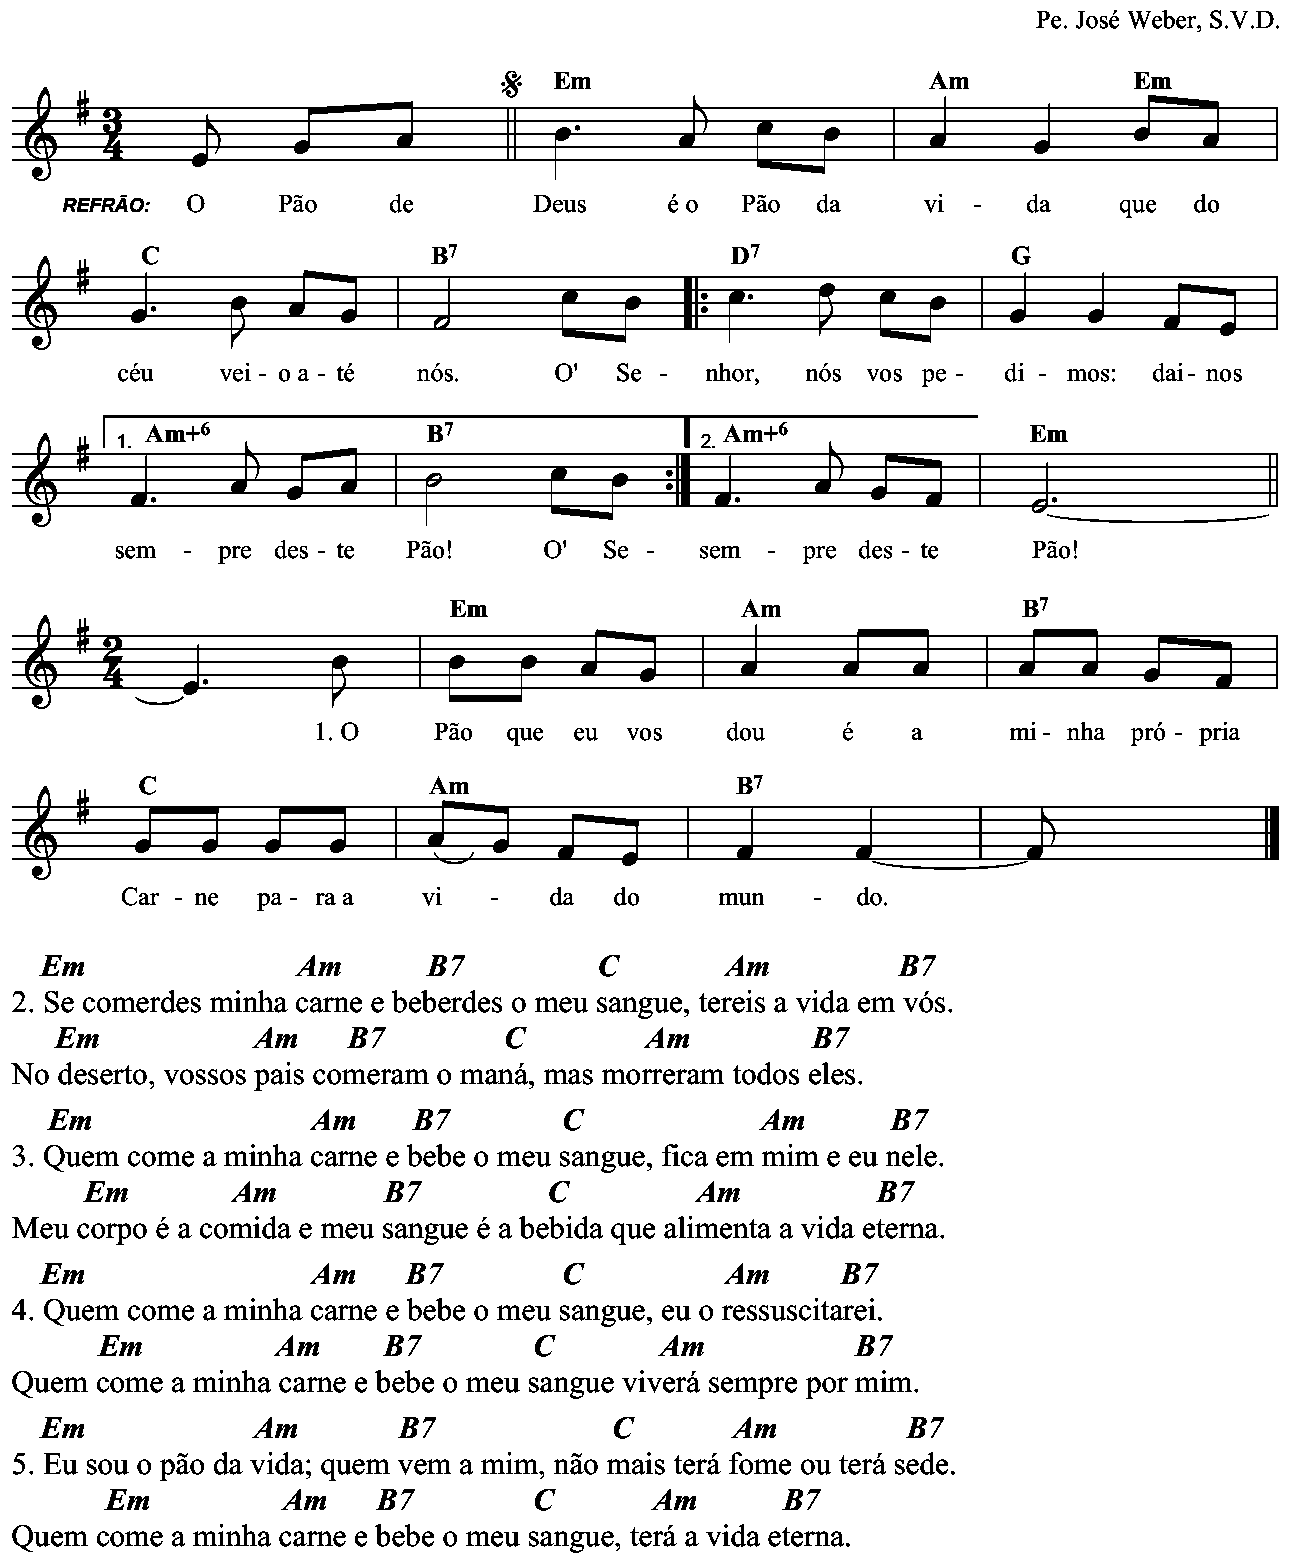 Pe. José Weber, S.V.D.
Em Am Em
3 4
REFRÃO: O Pão de Deus é o Pão da vi - da que do
C B7 D7 G
céu vei - o a - té nós. O' Se - nhor, nós vos pe - di - mos: dai - nos
1. Am+6 B7 2. Am+6 Em
sem - pre des - te Pão! O' Se - sem - pre des - te Pão!
Em Am B7
2 4
1. O Pão que eu vos dou é a mi - nha pró - pria
C Am B7
Car - ne pa - ra a vi - da do mun - do.
Em Am B7 C Am B7
2. Se comerdes minha carne e beberdes o meu sangue, tereis a vida em vós.
Em Am B7 C Am B7
No deserto, vossos pais comeram o maná, mas morreram todos eles.
Em Am B7 C Am B7
3. Quem come a minha carne e bebe o meu sangue, fica em mim e eu nele.
Em Am B7 C Am B7
Meu corpo é a comida e meu sangue é a bebida que alimenta a vida eterna.
Em Am B7 C Am B7
4. Quem come a minha carne e bebe o meu sangue, eu o ressuscitarei.
Em Am B7 C Am B7
Quem come a minha carne e bebe o meu sangue viverá sempre por mim.
Em Am B7 C Am B7
5. Eu sou o pão da vida; quem vem a mim, não mais terá fome ou terá sede.
Em Am B7 C Am B7
Quem come a minha carne e bebe o meu sangue, terá a vida eterna.